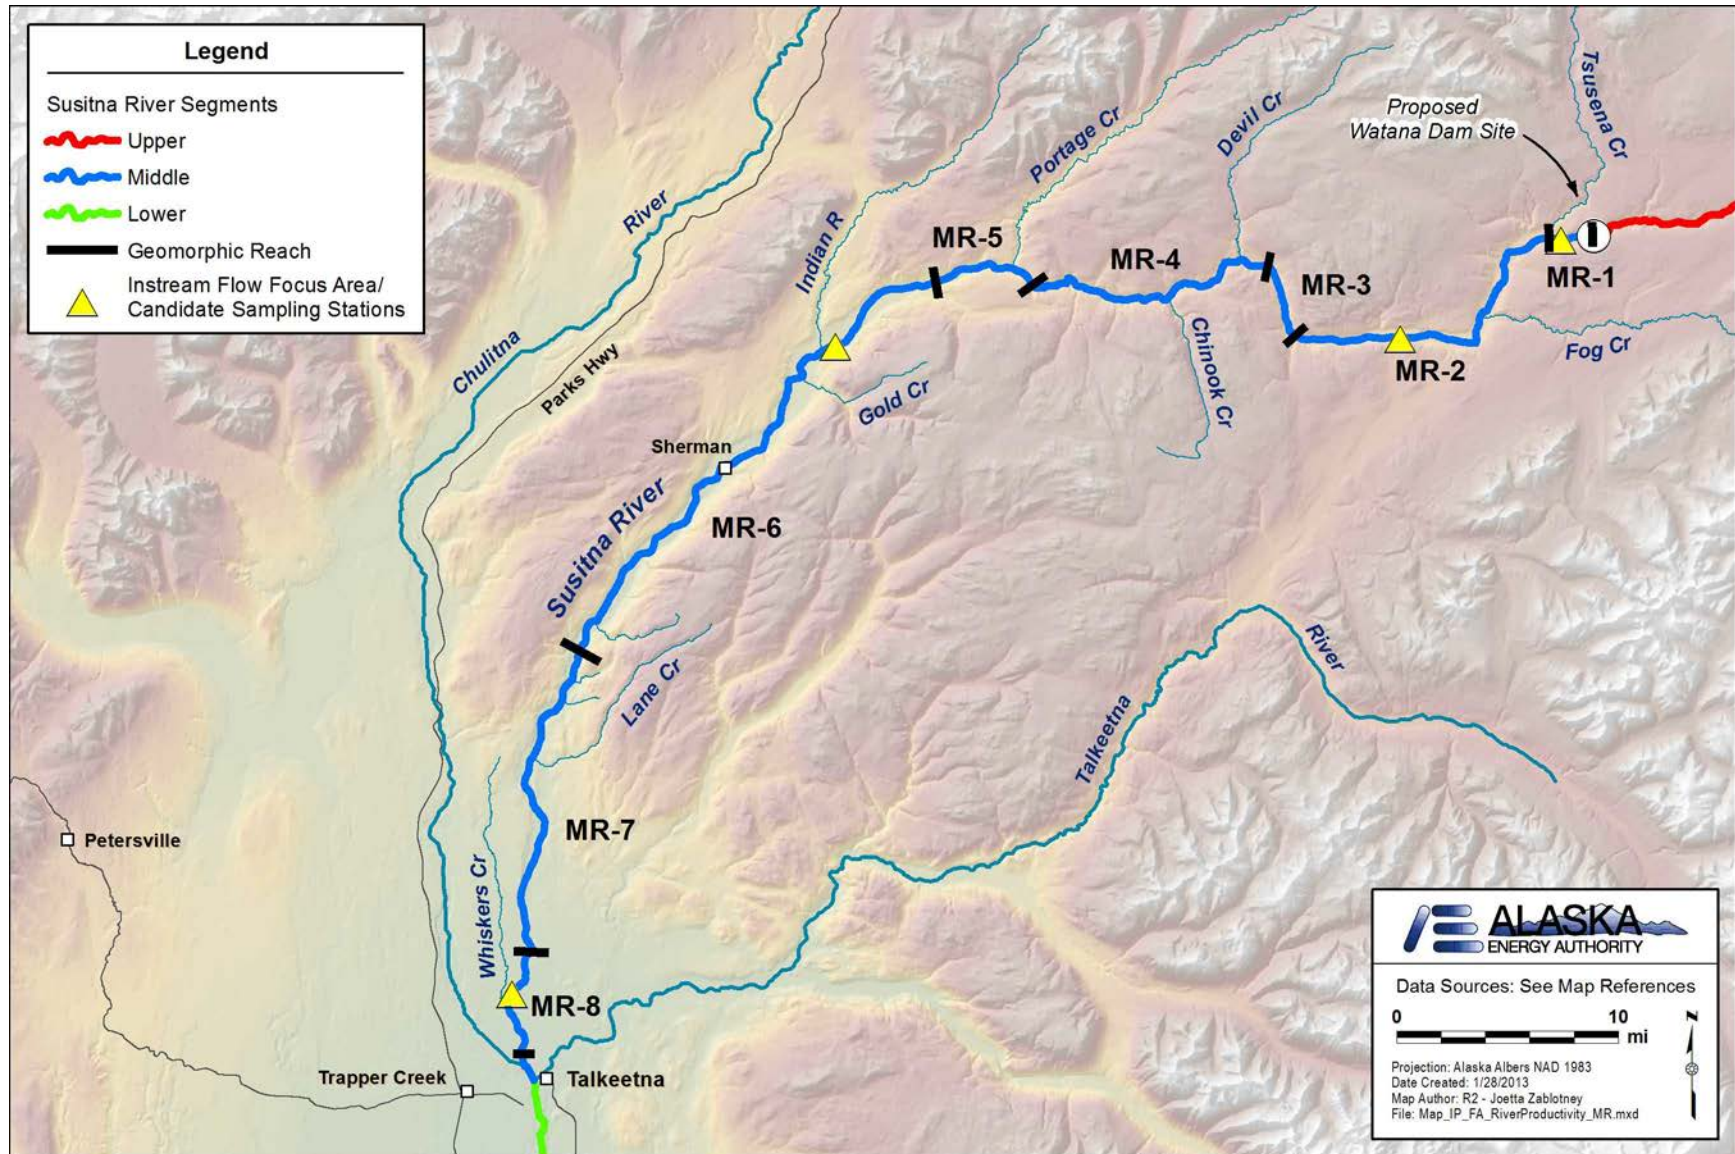 Legend
Susitna River Segments
Upper
Middle
Lower
Geomorphic Reach
Instream Flow Focus Area/
Candidate Sampling Stations
Chulitna
River
Parks Hwy
Indian R
MR-5
Portage Cr
MR-4
Devil Cr
Proposed
Watana Dam Site
Tsusena Cr
MR-1
MR-3
MR-2
Fog Cr
Chinook Cr
Gold Cr
Sherman
Susitna River
MR-6
Lane Cr
River
Talkeetna
MR-7
Petersville
Whiskers Cr
MR-8
Trapper Creek
Talkeetna
ALASKA
ENERGY AUTHORITY
Data Sources: See Map References
0 10
mi
N
Projection: Alaska Albers NAD 1983
Date Created: 1/28/2013
Map Author: R2 - Joetta Zablotney
File: Map_IP_FA_RiverProductivity_MR.mxd